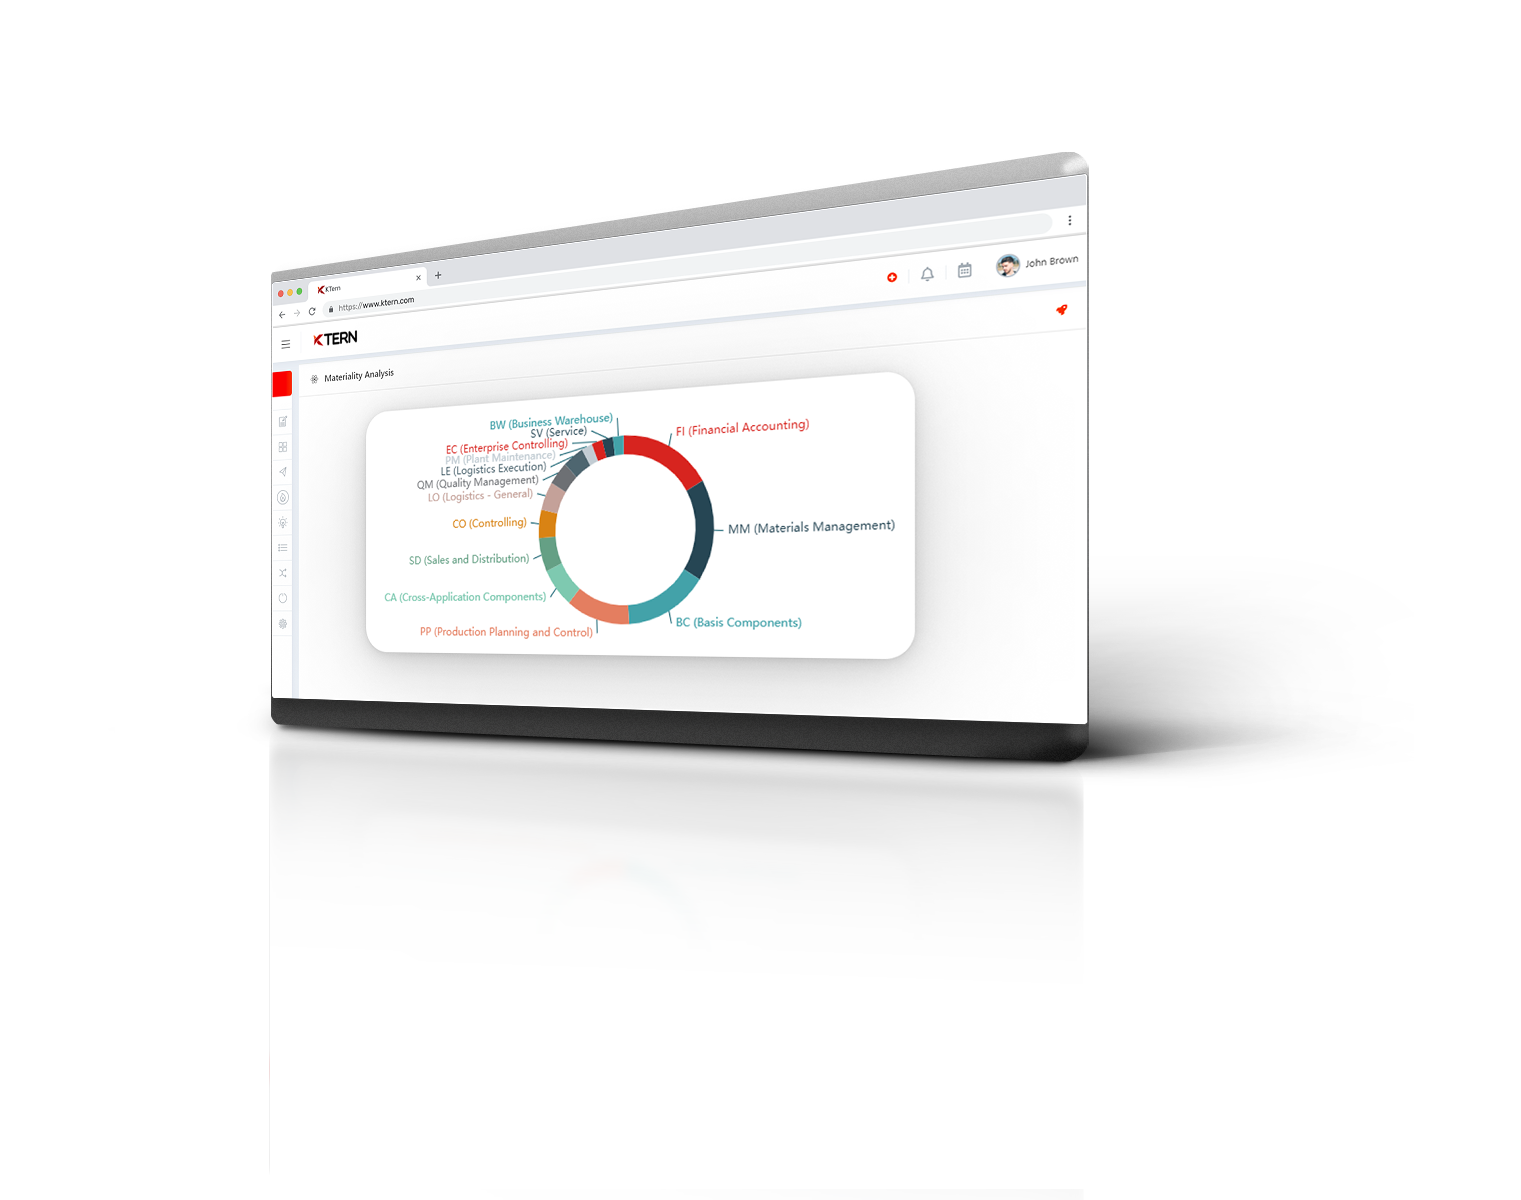 KTern
https://www.ktern.com
John Brown
KTERN
Materiality Analysis
BW (Business Warehouse)
SV (Service)
EC (Enterprise Controlling)
PM (Plant Maintenance)
LE (Logistics Execution)
QM (Quality Management)
LO (Logistics - General)
CO (Controlling)
SD (Sales and Distribution)
CA (Cross-Application Components)
PP (Production Planning and Control)
FI (Financial Accounting)
MM (Materials Management)
BC (Basis Components)